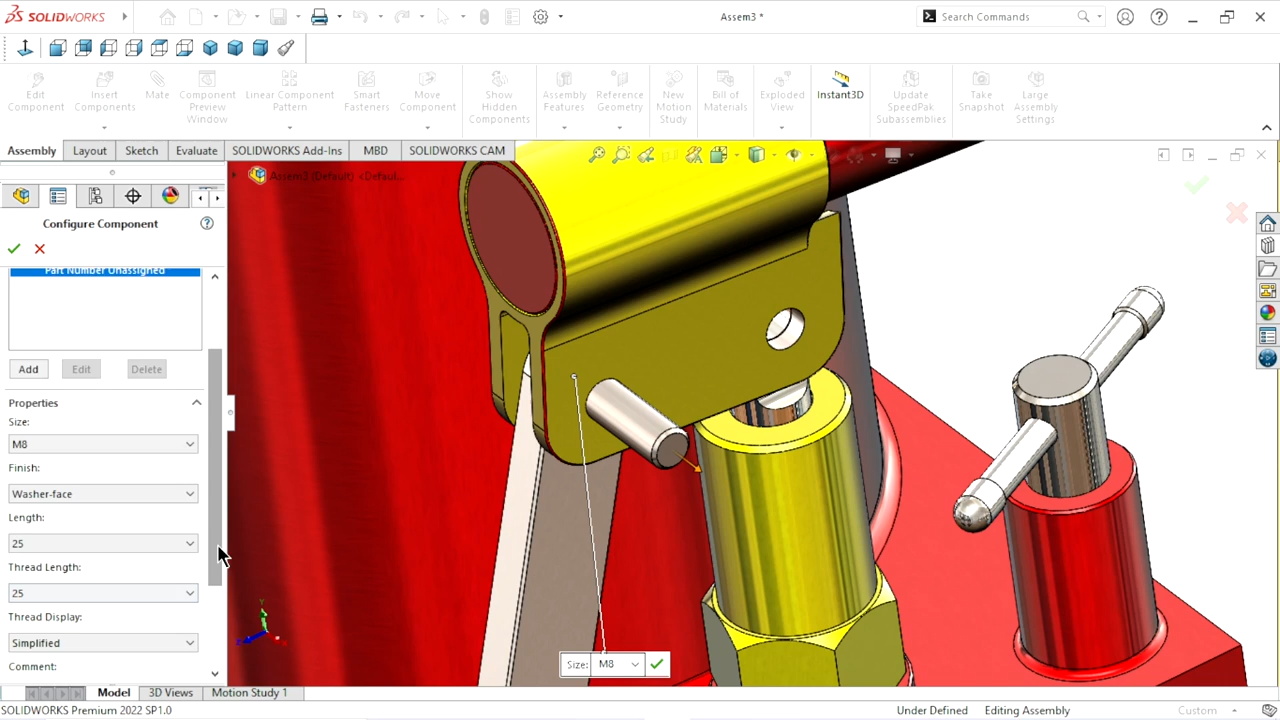 SOLIDWORKS
Assem3 *
Search Commands
Edit Component
Insert Components
Mate
Component Preview Window
Linear Component Pattern
Smart Fasteners
Move Component
Show Hidden Components
Assembly Features
Reference Geometry
New Motion Study
Bill of Materials
Exploded View
Instant3D
Update SpeedPak Subassemblies
Take Snapshot
Large Assembly Settings
Assembly
Layout
Sketch
Evaluate
SOLIDWORKS Add-Ins
MBD
SOLIDWORKS CAM
Assem3 (Default) <Defaul...
Configure Component
Part Number Unassigned
Add
Edit
Delete
Properties
Size:
M8
Finish:
Washer-face
Length:
25
Thread Length:
25
Thread Display:
Simplified
Comment:
Size: M8
Y
Model
3D Views
Motion Study 1
SOLIDWORKS Premium 2022 SP1.0
Under Defined
Editing Assembly
Custom